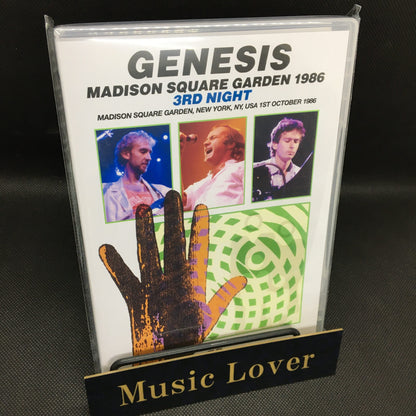 GENESIS
MADISON SQUARE GARDEN 1986
3RD NIGHT
MADISON SQUARE GARDEN, NEW YORK, NY, USA 1ST OCTOBER 1986
Music Lover